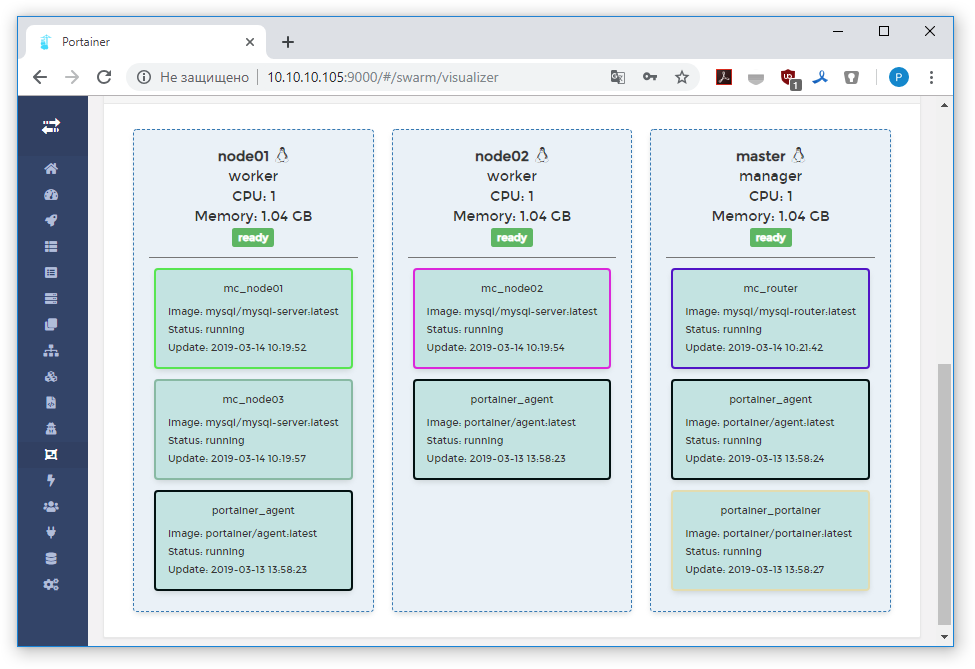 Portainer
Не защищено
10.10.10.105:9000/#/swarm/visualizer
1
P
node01
worker
CPU: 1
Memory: 1.04 GB
ready
mc_node01
Image: mysql/mysql-server:latest
Status: running
Update: 2019-03-14 10:19:52
mc_node03
Image: mysql/mysql-server:latest
Status: running
Update: 2019-03-14 10:19:57
portainer_agent
Image: portainer/agent:latest
Status: running
Update: 2019-03-13 13:58:23
node02
worker
CPU: 1
Memory: 1.04 GB
ready
mc_node02
Image: mysql/mysql-server:latest
Status: running
Update: 2019-03-14 10:19:54
portainer_agent
Image: portainer/agent:latest
Status: running
Update: 2019-03-13 13:58:23
master
manager
CPU: 1
Memory: 1.04 GB
ready
mc_router
Image: mysql/mysql-router:latest
Status: running
Update: 2019-03-14 10:21:42
portainer_agent
Image: portainer/agent:latest
Status: running
Update: 2019-03-13 13:58:24
portainer_portainer
Image: portainer/portainer:latest
Status: running
Update: 2019-03-13 13:58:27